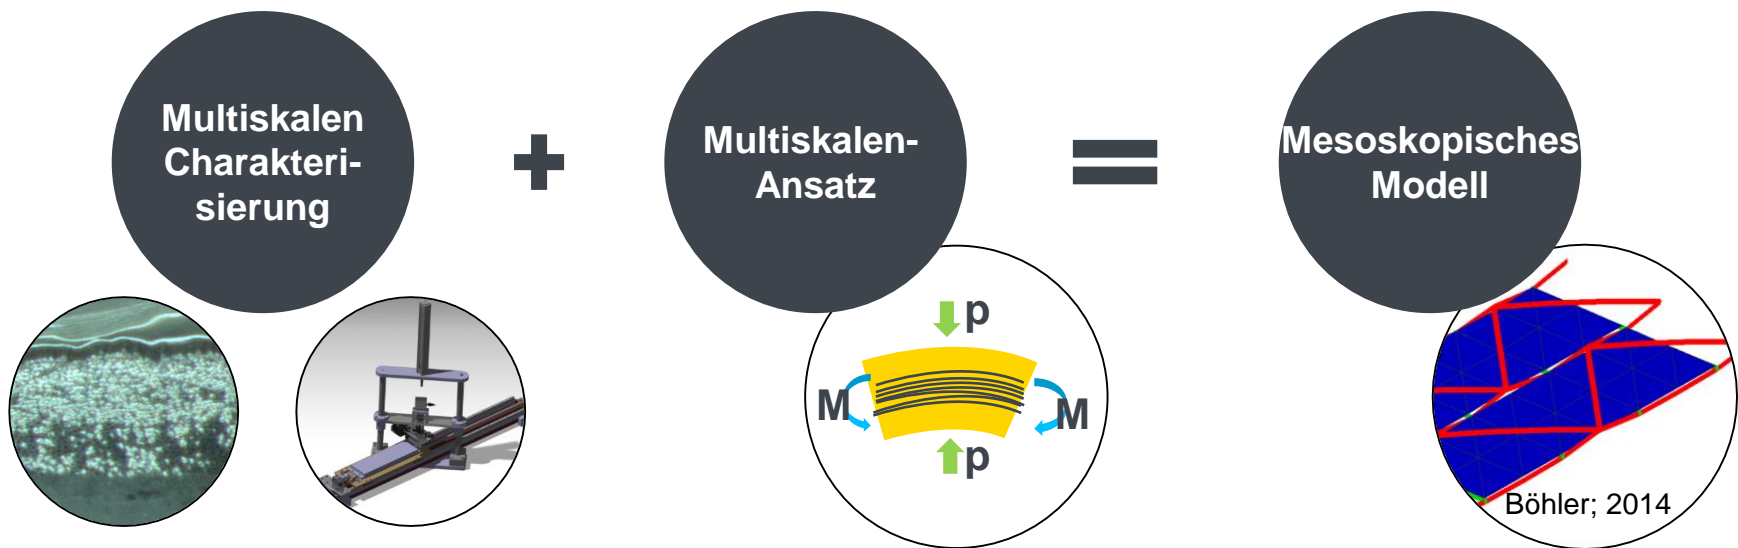 Multiskalen
Charakteri-
sierung
+
Multiskalen-
Ansatz
=
Mesoskopisches
Modell
p
M
M
p
Böhler; 2014